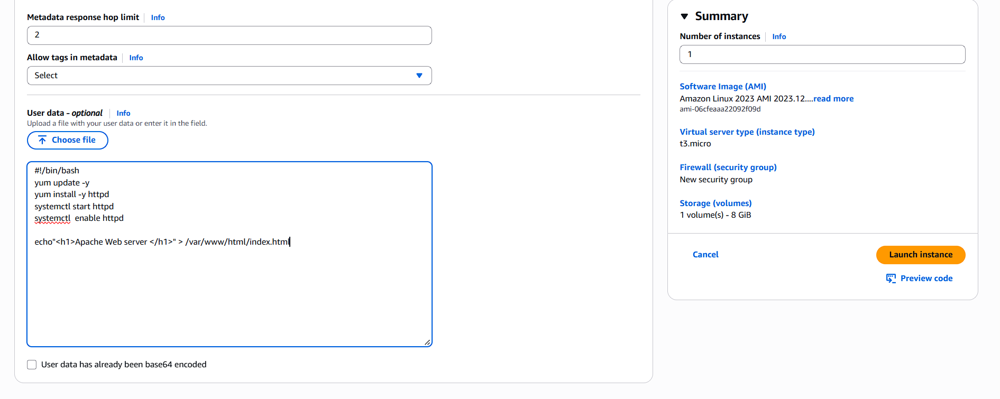 Metadata response hop limit Info
2
Allow tags in metadata Info
Select
User data - optional Info
Upload a file with your user data or enter it in the field.
Choose file
#!/bin/bash
yum update -y
yum install -y httpd
systemctl start httpd
systemctl  enable httpd
echo"<h1>Apache Web server </h1>" > /var/www/html/index.html
User data has already been base64 encoded
Summary
Number of instances Info
1
Software Image (AMI)
Amazon Linux 2023 AMI 2023.12....read more
ami-06cfeaaa22092f09d
Virtual server type (instance type)
t3.micro
Firewall (security group)
New security group
Storage (volumes)
1 volume(s) - 8 GiB
Cancel
Launch instance
Preview code